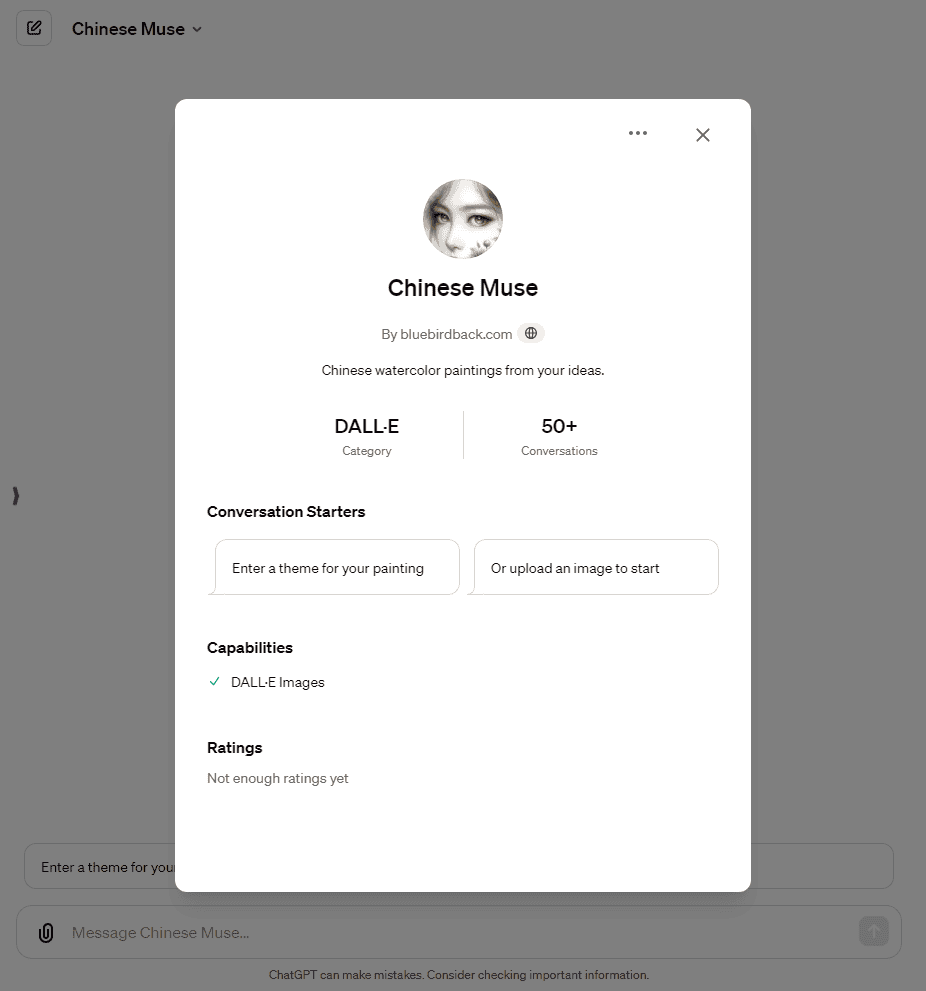 Chinese Muse
Chinese Muse
By bluebirdback.com
Chinese watercolor paintings from your ideas.
DALL·E
Category
50+
Conversations
Conversation Starters
Enter a theme for your painting
Or upload an image to start
Capabilities
DALL·E Images
Ratings
Not enough ratings yet
Enter a theme for your
Message Chinese Muse...
ChatGPT can make mistakes. Consider checking important information.